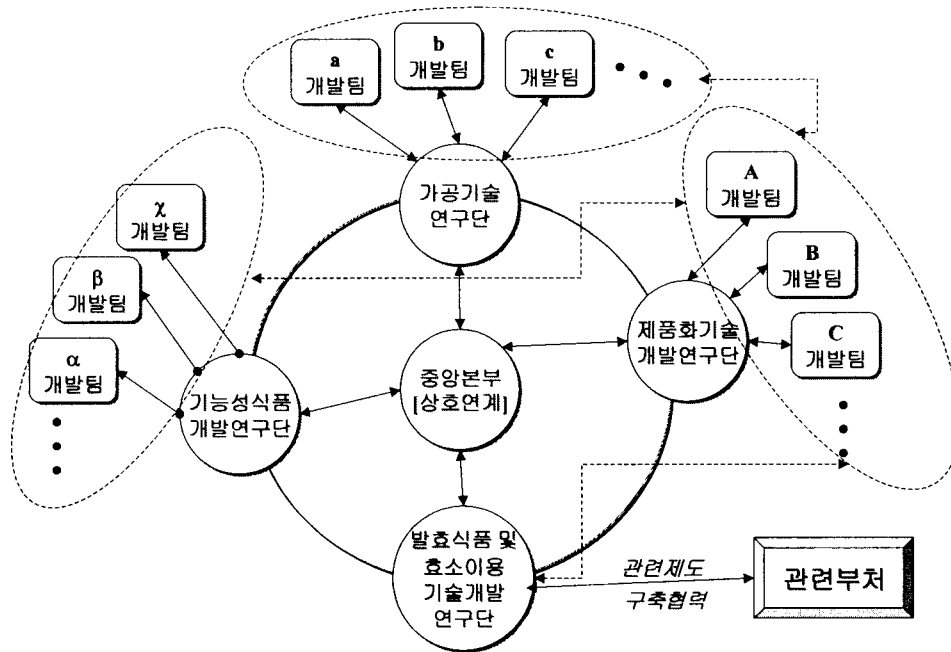 a
개발팀
b
개발팀
c
개발팀
가공기술
연구단
A
개발팀
B
개발팀
C
개발팀
제품화기술
개발연구단
χ
개발팀
β
개발팀
α
개발팀
기능성식품
개발연구단
중앙본부
[상호연계]
발효식품 및
효소이용
기술개발
연구단
관련제도
구축협력
관련부처